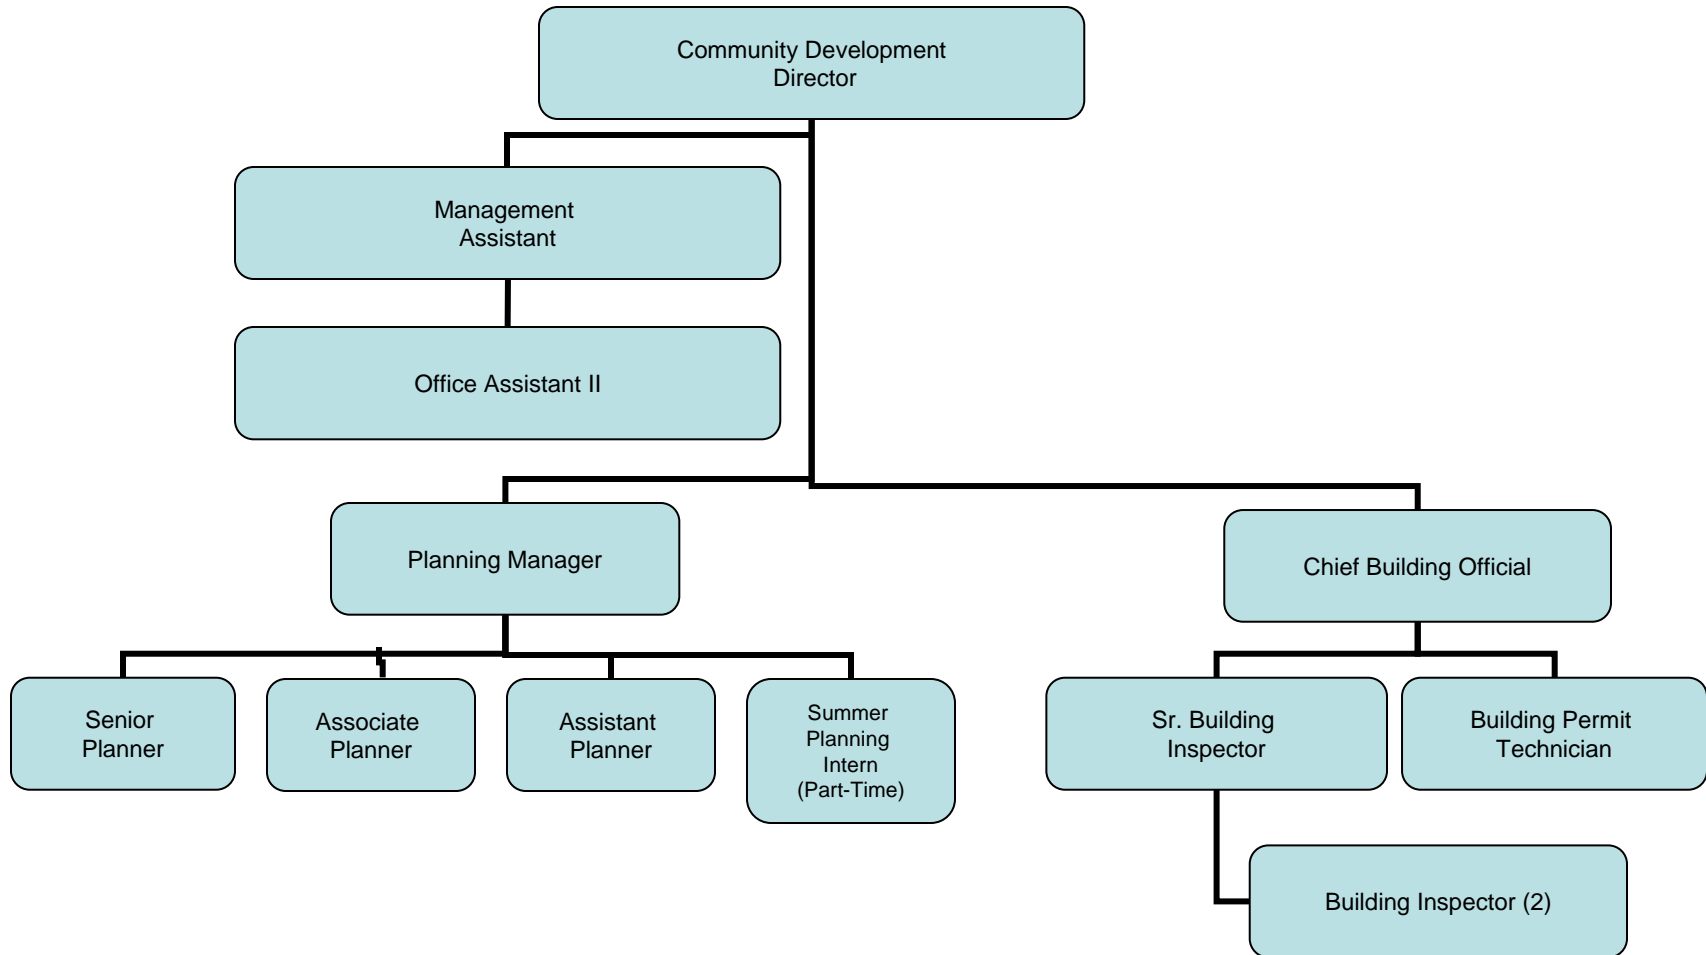 Community Development
Director
Management
Assistant
Office Assistant II
Planning Manager
Chief Building Official
Senior
Planner
Associate
Planner
Assistant
Planner
Summer
Planning
Intern
(Part-Time)
Sr. Building
Inspector
Building Permit
Technician
Building Inspector (2)